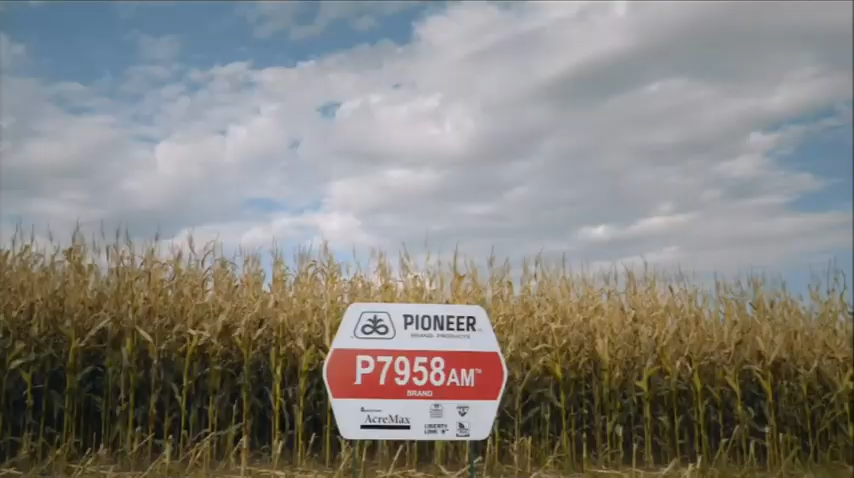 PIONEER
BRAND PRODUCTS
P7958AM™
BRAND
AcreMax
LIBERTY
LINK